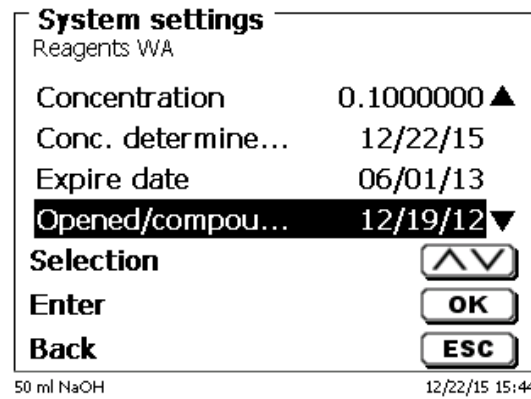 System settings
Reagents WA
Concentration 0.1000000
Conc. determine... 12/22/15
Expire date 06/01/13
Opened/compou... 12/19/12
Selection
Enter OK
Back ESC
50 ml NaOH 12/22/15 15:44